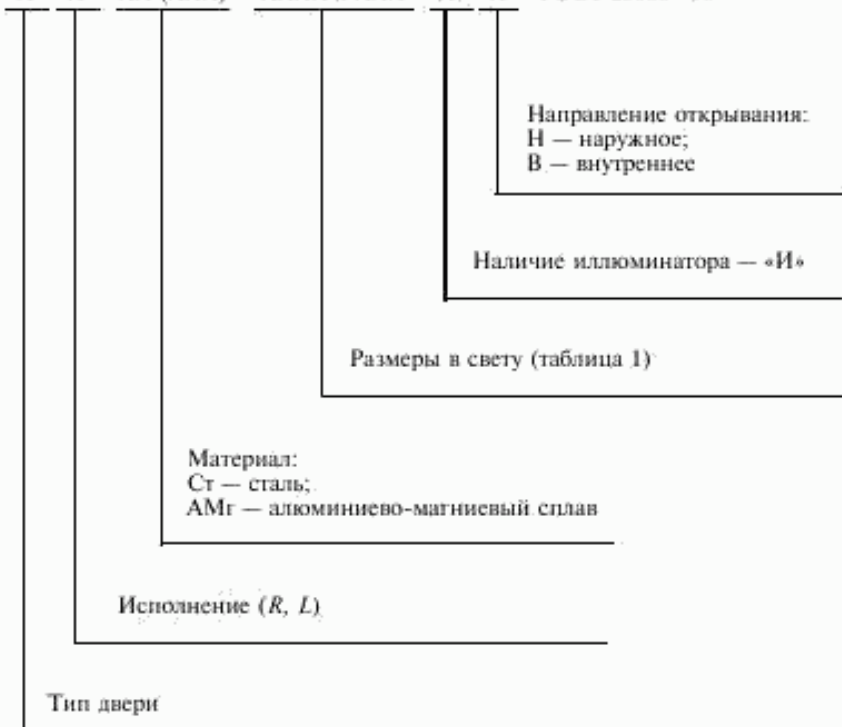 Направление открывания:
Н — наружное;
В — внутреннее
Наличие иллюминатора — «И»
Размеры в свету (таблица 1)
Материал:
Ст — сталь;
АМг — алюминиево-магниевый сплав
Исполнение (R, L)
Тип двери